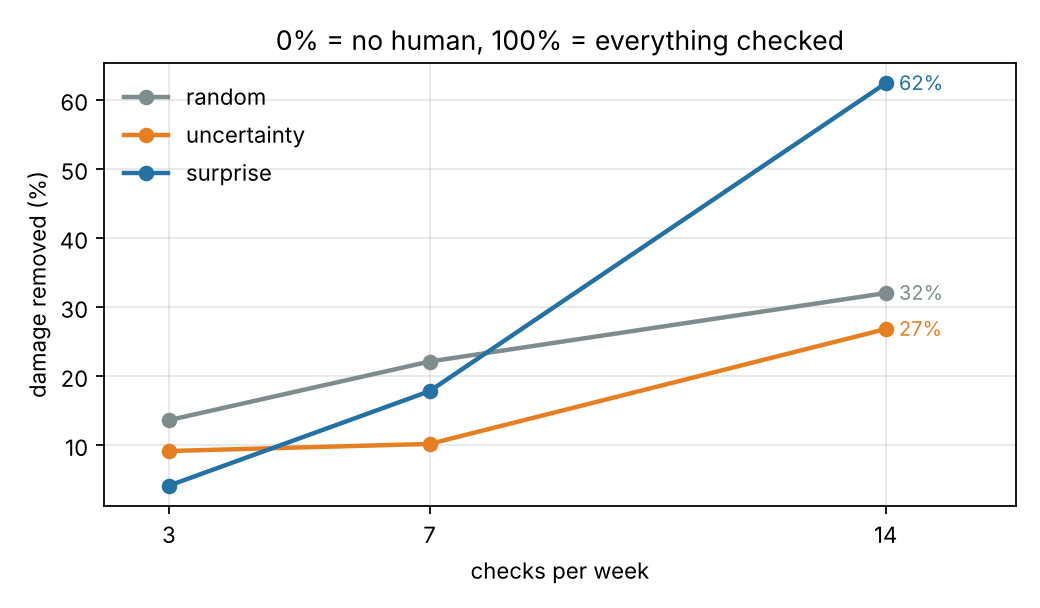 0% = no human, 100% = everything checked
random
uncertainty
surprise
62%
32%
27%
damage removed (%)
60
50
40
30
20
10
3 7 14
checks per week